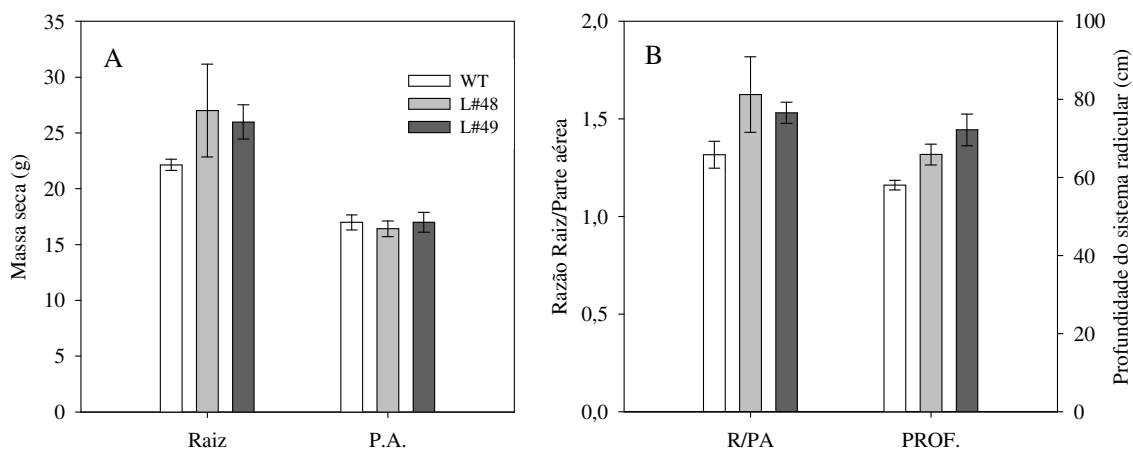 A
35
30
25
20
15
10
5
0
Massa seca (g)
WT
L#48
L#49
Raiz
P.A.
B
2,0
1,5
1,0
0,5
0,0
Razão Raiz/Parte aérea
100
80
60
40
20
0
Profundidade do sistema radicular (cm)
R/PA
PROF.